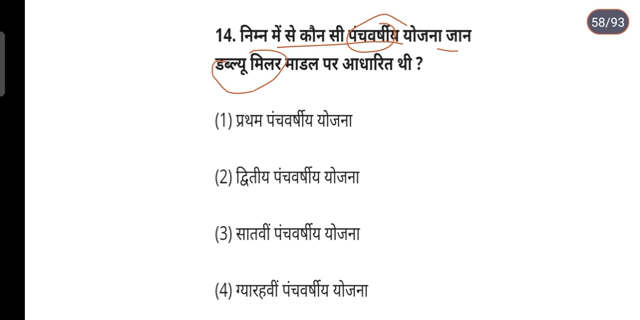 58/93
14. निम्न में से कौन सी पंचवर्षीय योजना जान
डब्ल्यू मिलर माडल पर आधारित थी ?
(1) प्रथम पंचवर्षीय योजना
(2) द्वितीय पंचवर्षीय योजना
(3) सातवीं पंचवर्षीय योजना
(4) ग्यारहवीं पंचवर्षीय योजना